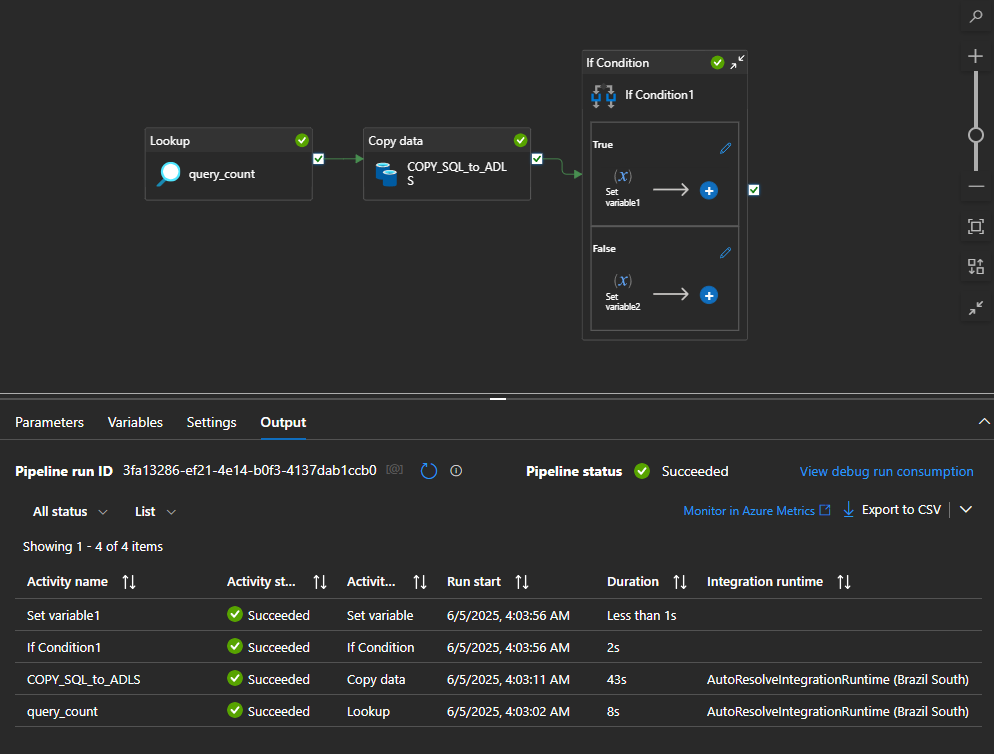 If Condition
If Condition1
Lookup
query_count
Copy data
COPY_SQL_to_ADL
S
True
(x)
Set
variable1
False
(x)
Set
variable2
Parameters Variables Settings Output
Pipeline run ID 3fa13286-ef21-4e14-b0f3-4137dab1ccb0 [@] Pipeline status Succeeded View debug run consumption
All status List Monitor in Azure Metrics Export to CSV
Showing 1 - 4 of 4 items
Activity name Activity st... Activit... Run start Duration Integration runtime
Set variable1 Succeeded Set variable 6/5/2025, 4:03:56 AM Less than 1s
If Condition1 Succeeded If Condition 6/5/2025, 4:03:56 AM 2s
COPY_SQL_to_ADLS Succeeded Copy data 6/5/2025, 4:03:11 AM 43s AutoResolveIntegrationRuntime (Brazil South)
query_count Succeeded Lookup 6/5/2025, 4:03:02 AM 8s AutoResolveIntegrationRuntime (Brazil South)